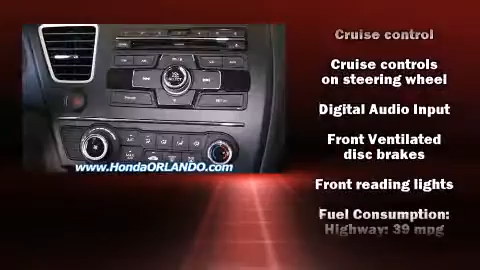 Cruise control
Cruise controls
on steering wheel
Digital Audio Input
Front Ventilated
disc brakes
Front reading lights
Fuel Consumption:
Highway: 39 mpg
SELECT
www.HondaORLANDO.com